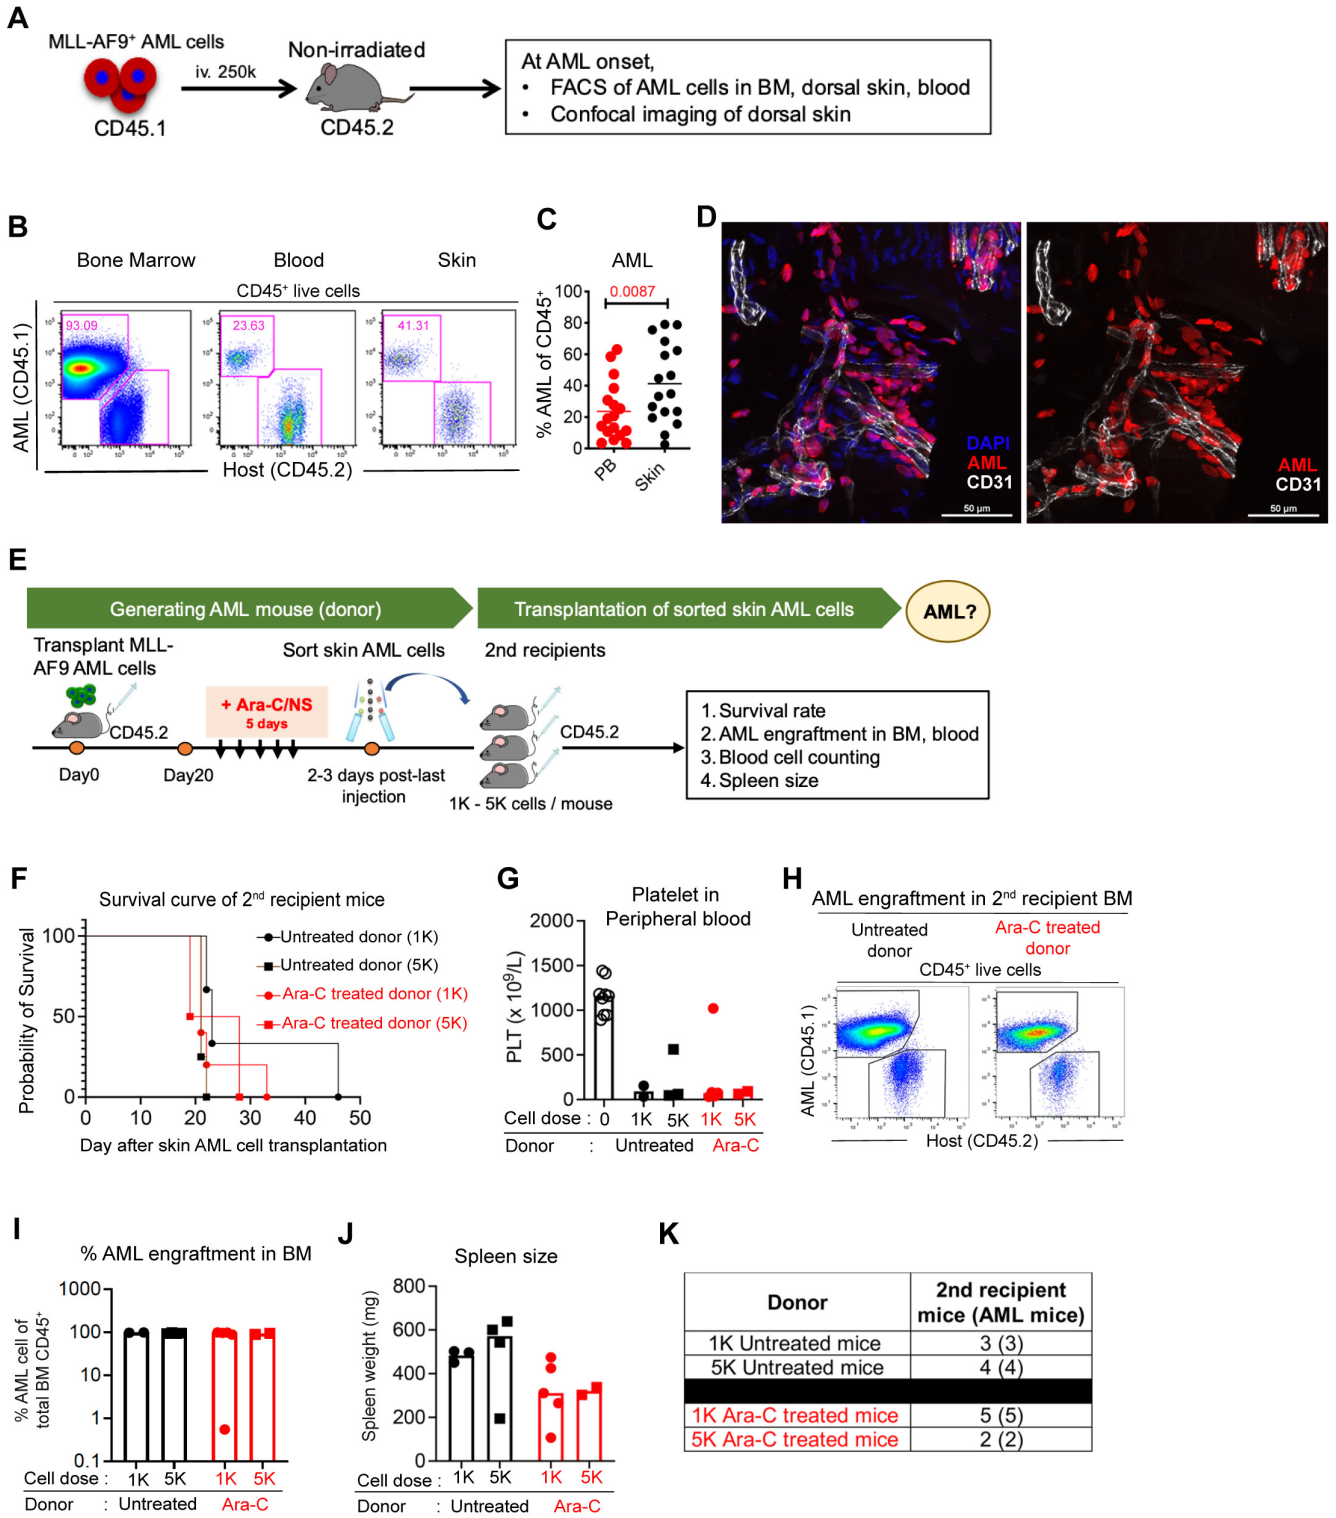 A
MLL-AF9⁺ AML cells
iv. 250k
CD45.1
Non-irradiated
CD45.2
At AML onset,
• FACS of AML cells in BM, dorsal skin, blood
• Confocal imaging of dorsal skin
B
Bone Marrow
Blood
Skin
CD45⁺ live cells
93.09
23.63
41.31
AML (CD45.1)
Host (CD45.2)
C
AML
0.0087
% AML of CD45⁺
100
80
60
40
20
0
PB
Skin
D
DAPI
AML
CD31
50 µm
AML
CD31
50 µm
E
Generating AML mouse (donor)
Transplantation of sorted skin AML cells
AML?
Transplant MLL-
AF9 AML cells
CD45.2
+ Ara-C/NS
5 days
Sort skin AML cells
2nd recipients
CD45.2
Day0
Day20
2-3 days post-last
injection
1K - 5K cells / mouse
1. Survival rate
2. AML engraftment in BM, blood
3. Blood cell counting
4. Spleen size
F
Survival curve of 2ⁿᵈ recipient mice
Probability of Survival
100
50
0
0 10 20 30 40 50
Day after skin AML cell transplantation
Untreated donor (1K)
Untreated donor (5K)
Ara-C treated donor (1K)
Ara-C treated donor (5K)
G
Platelet in
Peripheral blood
PLT (x 10⁹/L)
2000
1500
1000
500
0
Cell dose : 0 1K 5K 1K 5K
Donor : Untreated Ara-C
H
AML engraftment in 2ⁿᵈ recipient BM
Untreated
donor
Ara-C treated
donor
CD45⁺ live cells
AML (CD45.1)
Host (CD45.2)
I
% AML engraftment in BM
% AML cell of
total BM CD45⁺
1000
100
10
1
0.1
Cell dose : 1K 5K 1K 5K
Donor : Untreated Ara-C
J
Spleen size
Spleen weight (mg)
800
600
400
200
0
Cell dose : 1K 5K 1K 5K
Donor : Untreated Ara-C
K
Donor
2nd recipient
mice (AML mice)
1K Untreated mice 3 (3)
5K Untreated mice 4 (4)
1K Ara-C treated mice 5 (5)
5K Ara-C treated mice 2 (2)